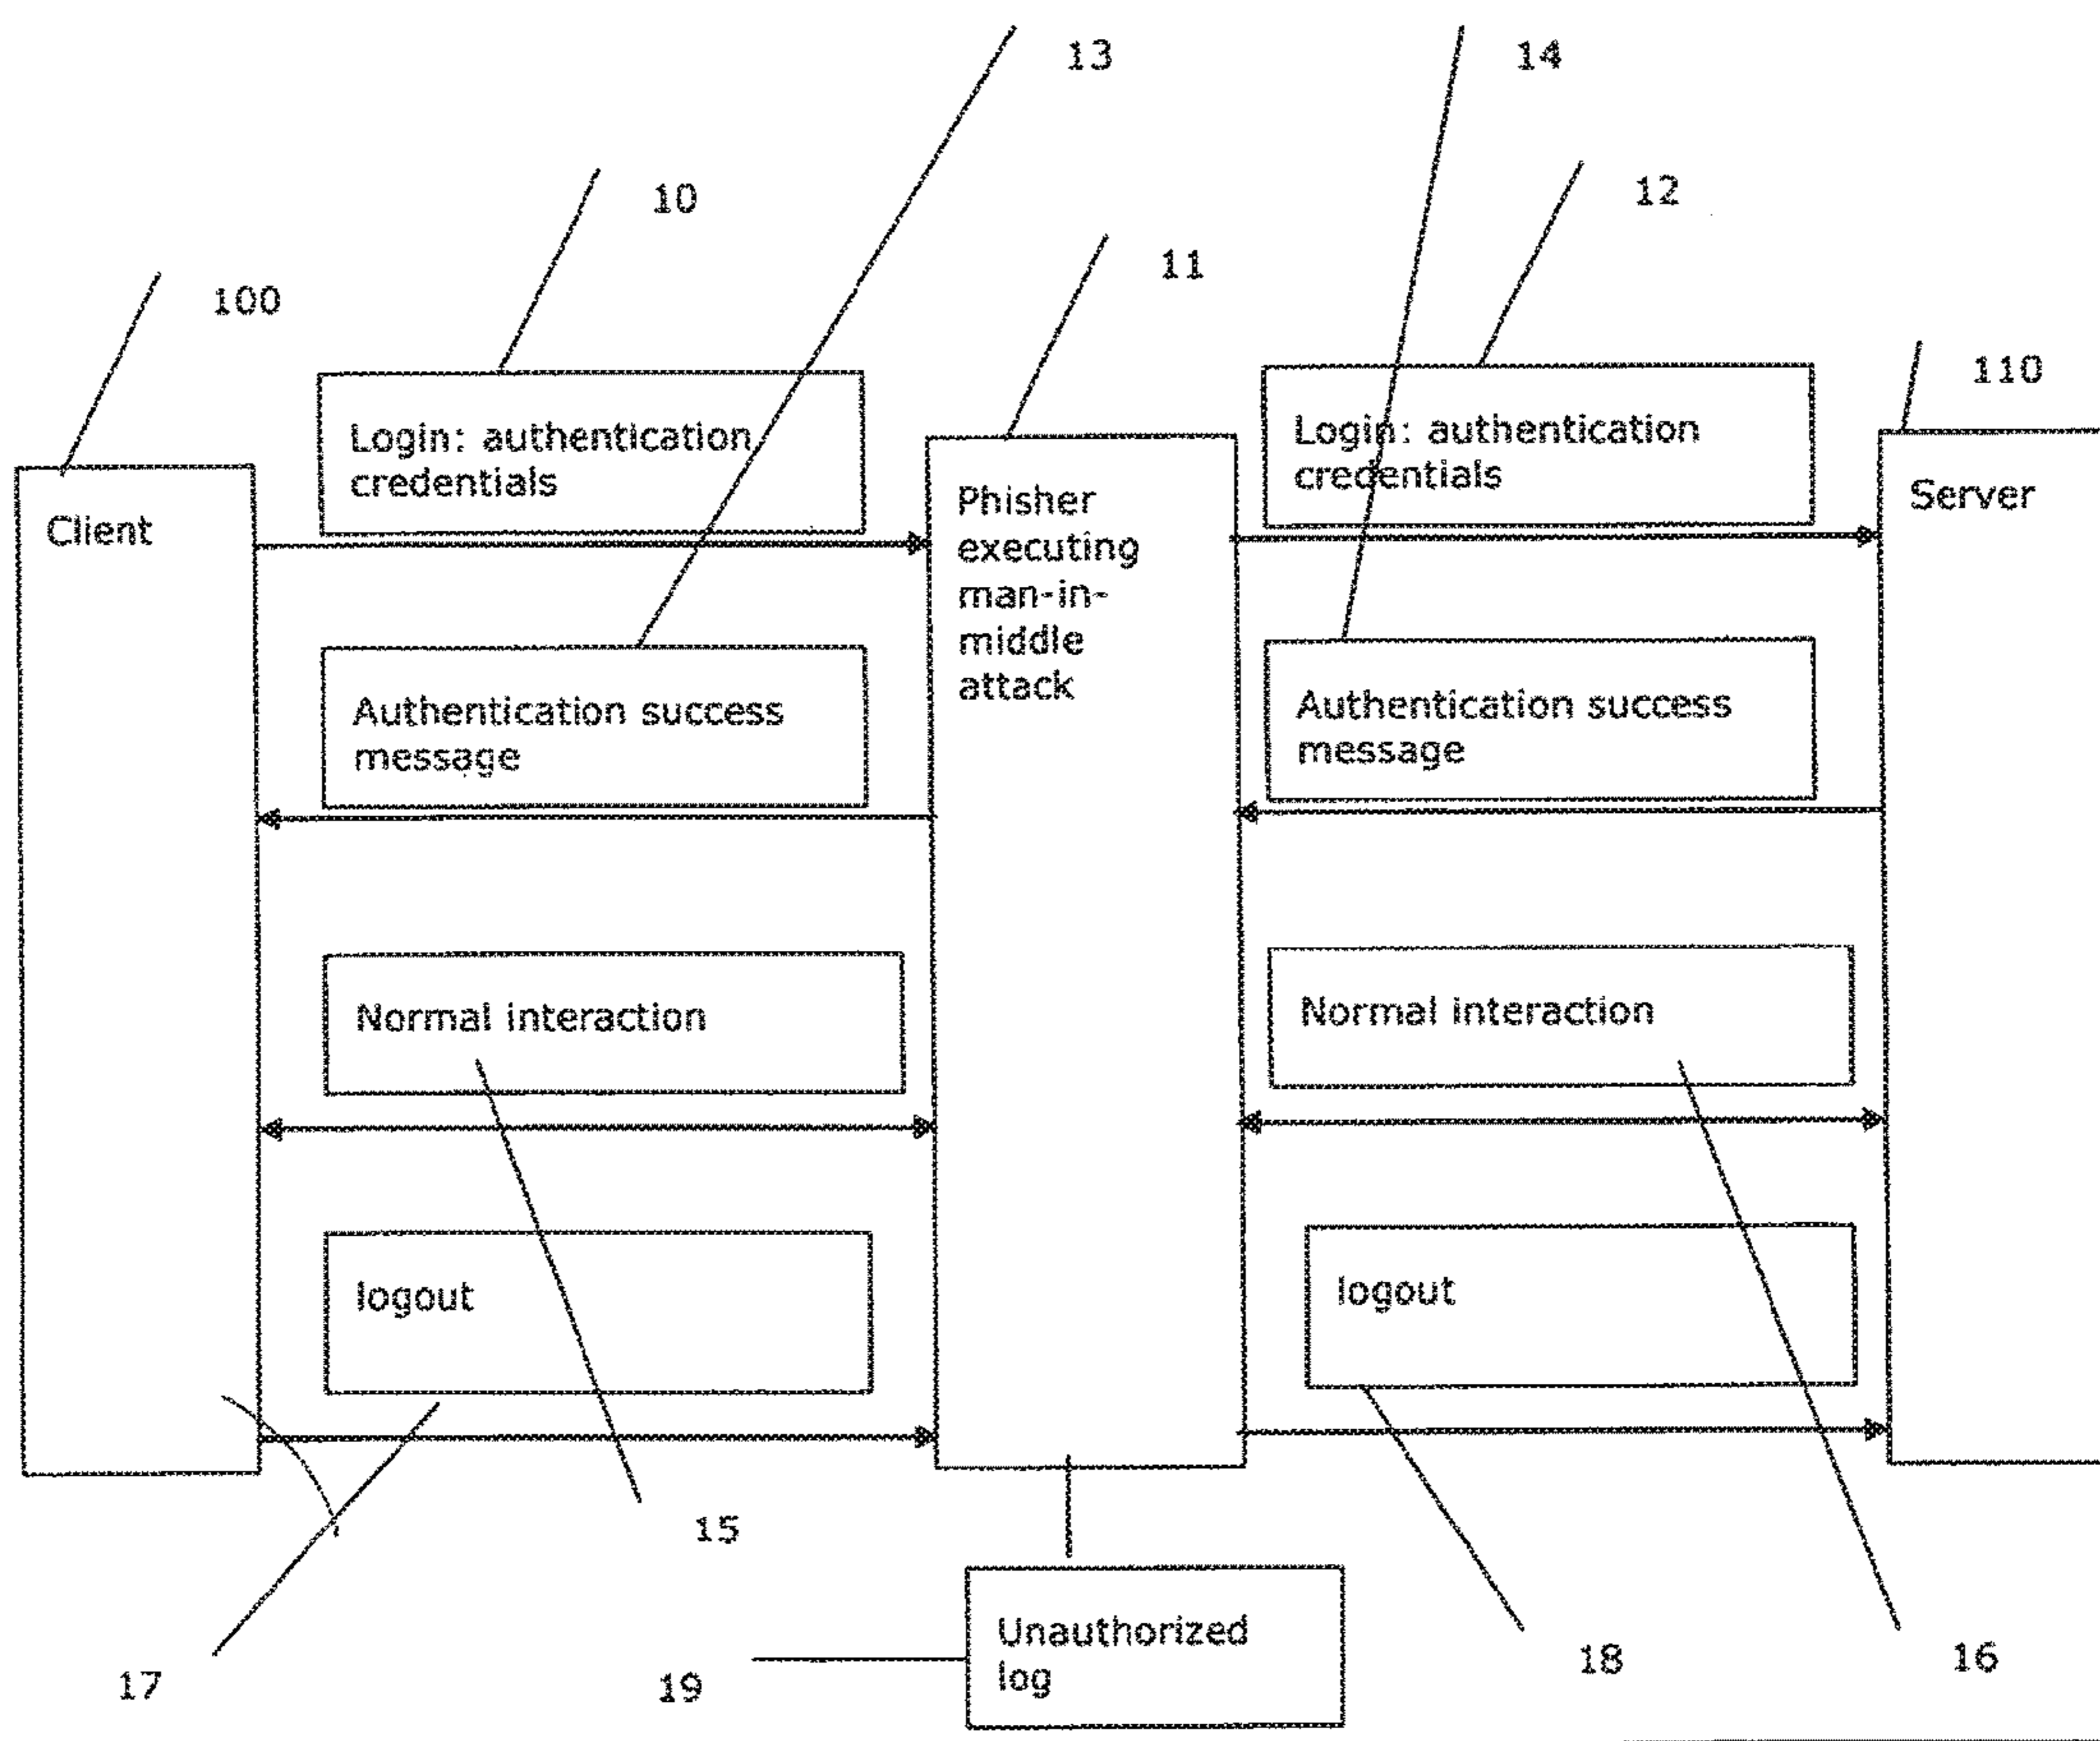 13
14
10
12
11
100
110
Login: authentication
credentials
Login: authentication
credentials
Client
Phisher
executing
man-in-
middle
attack
Server
Authentication success
message
Authentication success
message
Normal interaction
Normal interaction
logout
logout
15
Unauthorized
log
17
19
18
16